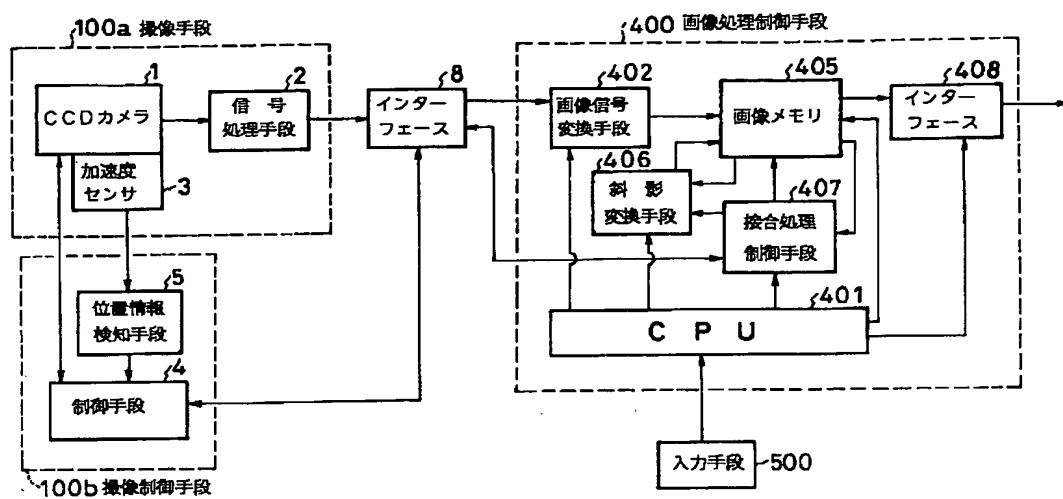 100a 撮像手段
1
CCDカメラ
加速度
センサ
3
2
信号
処理手段
8
インター
フェース
5
位置情報
検知手段
4
制御手段
100b 撮像制御手段
400 画像処理制御手段
402
画像信号
変換手段
405
画像メモリ
408
インター
フェース
406
斜影
変換手段
407
接合処理
制御手段
401
CPU
入力手段
500